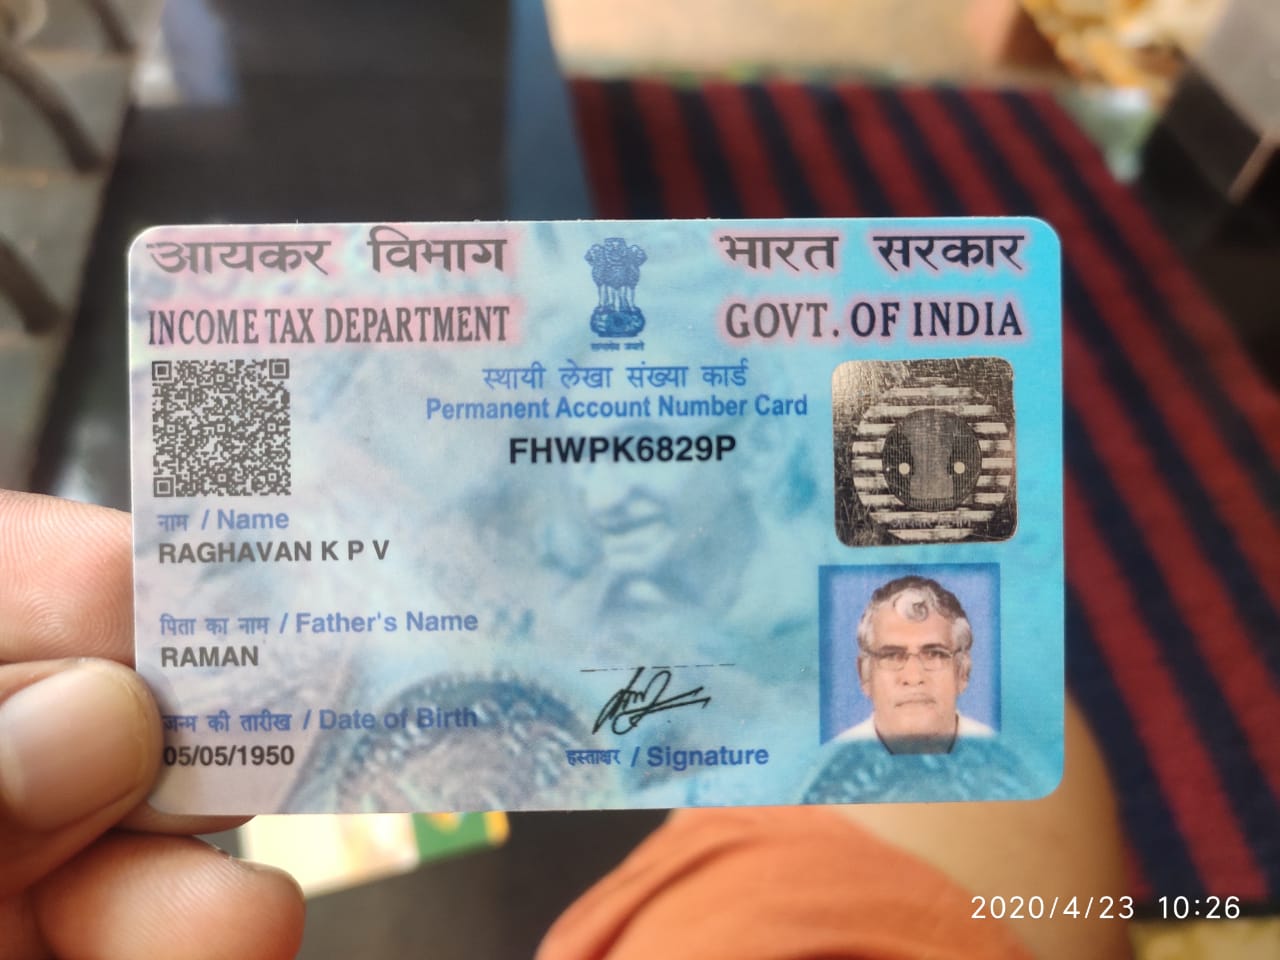 आयकर विभाग
भारत सरकार
INCOME TAX DEPARTMENT
GOVT. OF INDIA
सत्यमेव जयते
स्थायी लेखा संख्या कार्ड
Permanent Account Number Card
FHWPK6829P
नाम / Name
RAGHAVAN K P V
पिता का नाम / Father's Name
RAMAN
जन्म की तारीख / Date of Birth
05/05/1950
हस्ताक्षर / Signature
2020/4/23 10:26